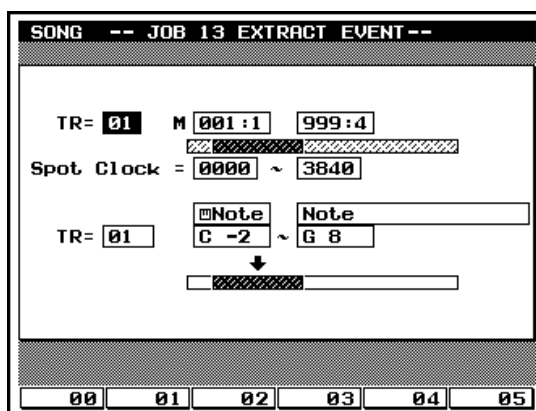 SONG -- JOB 13 EXTRACT EVENT--
TR= 01 M 001:1 999:4
Spot Clock = 0000 ~ 3840
mNote Note
TR= 01 C -2 ~ G 8
00 01 02 03 04 05